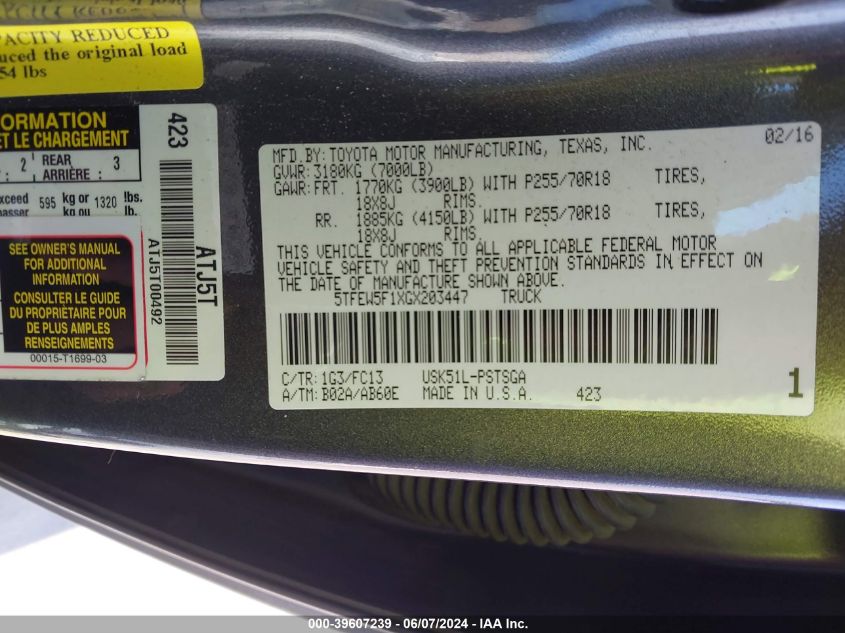 PACITY REDUCED
uced the original load
54 lbs
ORMATION
ET LE CHARGEMENT
2 REAR ARRIÈRE : 3
xceed 595 kg or 1320 lbs.
passer kg ou lb.
SEE OWNER'S MANUAL
FOR ADDITIONAL
INFORMATION
CONSULTER LE GUIDE
DU PROPRIÉTAIRE POUR
DE PLUS AMPLES
RENSEIGNEMENTS
00015-T1699-03
423
ATJ5T
ATJ5T00492
MFD.BY:TOYOTA MOTOR MANUFACTURING, TEXAS, INC. 02/16
GVWR:3180KG (7000LB)
GAWR:FRT. 1770KG (3900LB) WITH P255/70R18 TIRES,
18X8J RIMS.
RR. 1885KG (4150LB) WITH P255/70R18 TIRES,
18X8J RIMS.
THIS VEHICLE CONFORMS TO ALL APPLICABLE FEDERAL MOTOR
VEHICLE SAFETY AND THEFT PREVENTION STANDARDS IN EFFECT ON
THE DATE OF MANUFACTURE SHOWN ABOVE.
5TFEW5F1XGX203447 TRUCK
C/TR:1G3/FC13 USK51L-PSTSGA
A/TM:B02A/AB60E MADE IN U.S.A. 423 1
000-39607239 - 06/07/2024 - IAA Inc.